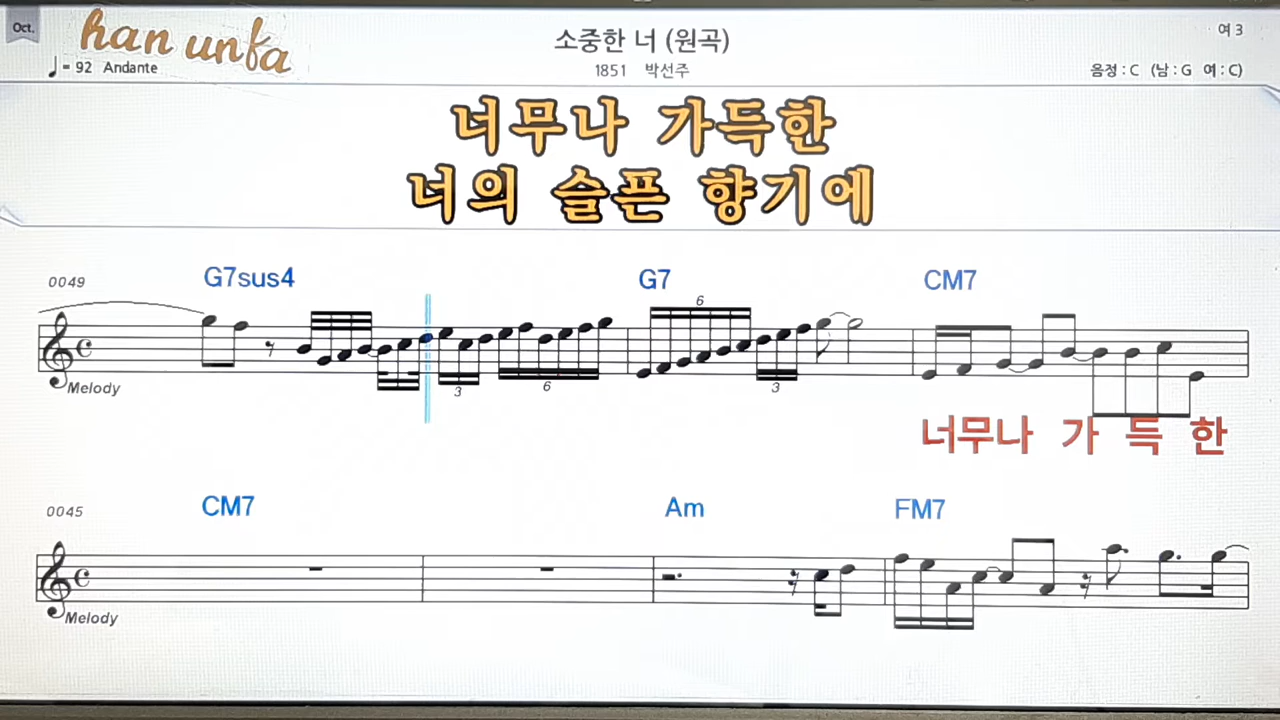 Oct.
han unfa
♩= 92 Andante
소중한 너 (원곡)
1851 박선주
여 3
음정 : C (남 : G 여 : C)
너무나 가득한
너의 슬픈 향기에
0049
G7sus4 G7 CM7
6
Melody
3 6 3
너무나 가 득 한
0045
CM7 Am FM7
Melody